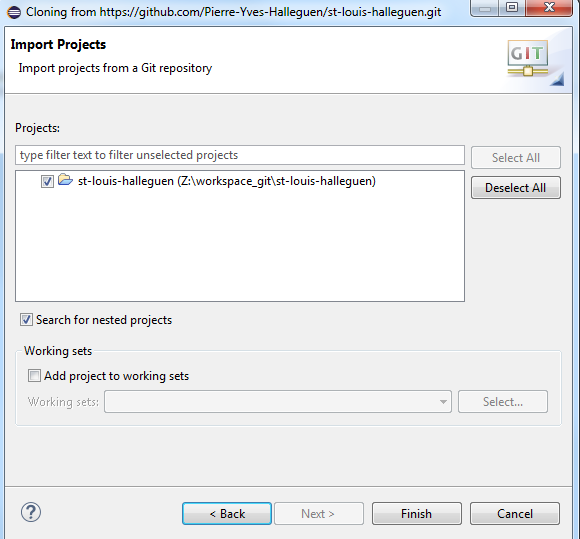 Cloning from https://github.com/Pierre-Yves-Halleguen/st-louis-halleguen.git
Import Projects
Import projects from a Git repository
GIT
Projects:
type filter text to filter unselected projects
Select All
st-louis-halleguen (Z:\workspace_git\st-louis-halleguen)
Deselect All
Search for nested projects
Working sets
Add project to working sets
Working sets:
Select...
?
< Back
Next >
Finish
Cancel